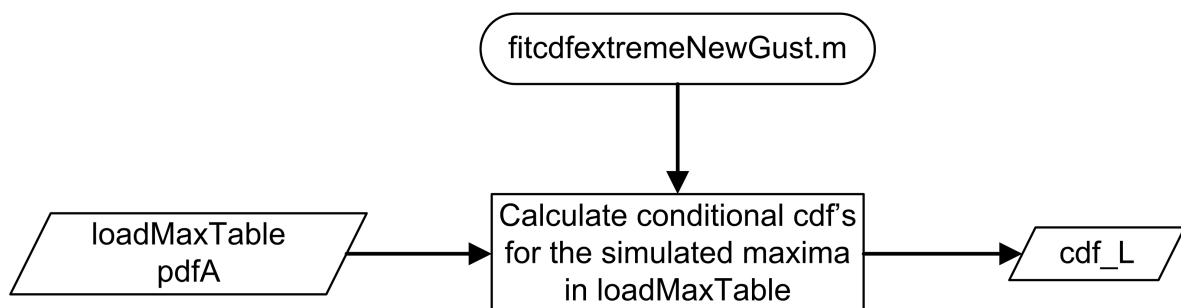 fitcdfextremeNewGust.m
loadMaxTable
pdfA
Calculate conditional cdf's
for the simulated maxima
in loadMaxTable
cdf_L